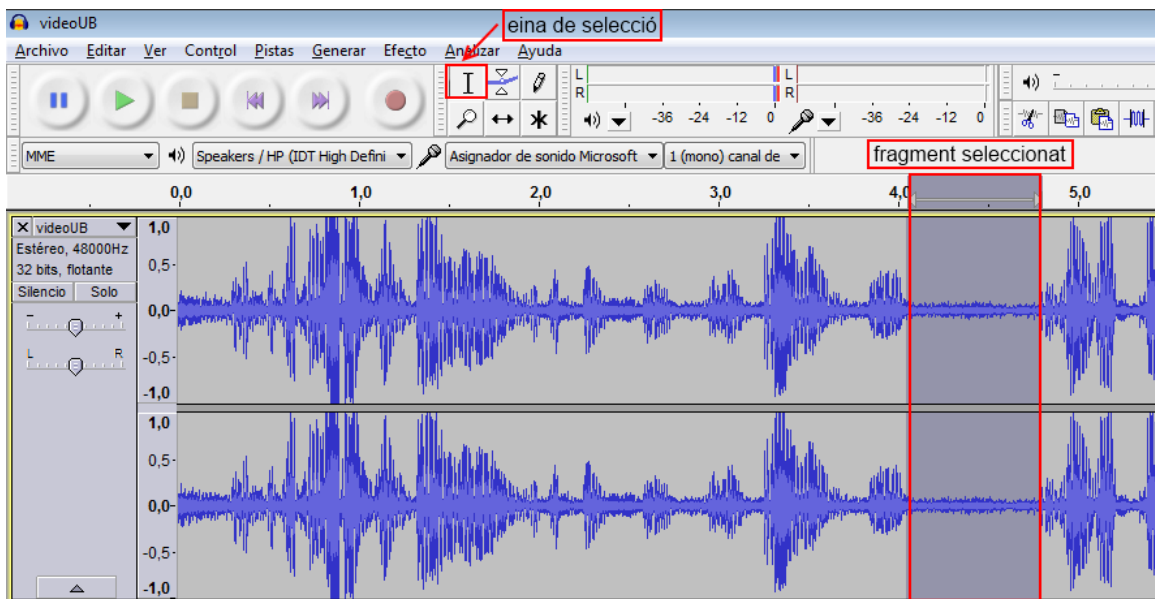 videoUB
eina de selecció
Archivo Editar Ver Control Pistas Generar Efecto Analizar Ayuda
L
R
L
R
-36 -24 -12 0
-36 -24 -12 0
MME
Speakers / HP (IDT High Defini
Asignador de sonido Microsoft
1 (mono) canal de
fragment seleccionat
0,0 1,0 2,0 3,0 4,0 5,0
videoUB
Estéreo, 48000Hz
32 bits, flotante
Silencio Solo
- +
L R
1,0
0,5
0,0
-0,5
-1,0
1,0
0,5
0,0
-0,5
-1,0